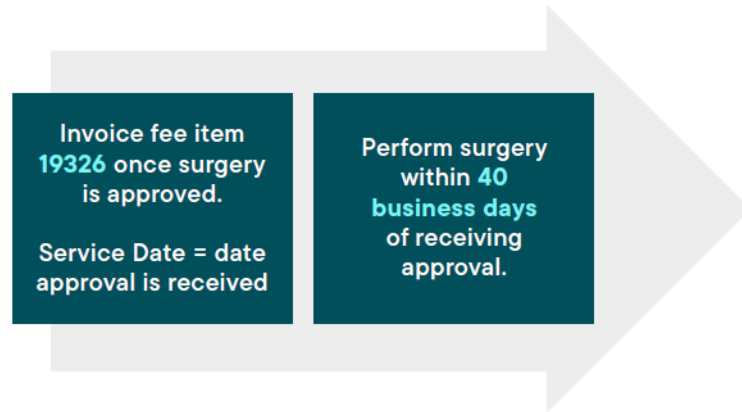 Invoice fee item
19326 once surgery
is approved.
Service Date = date
approval is received
Perform surgery
within 40
business days
of receiving
approval.